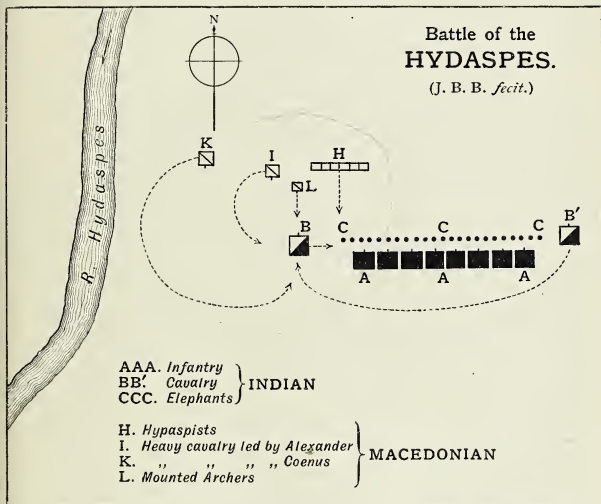 Battle of the
HYDASPES.
(J. B. B. fecit.)
N
R Hydaspes
K
I
H
L
B
C
C
C
B'
A
A
A
AAA. Infantry
BB'. Cavalry
CCC. Elephants
INDIAN
H. Hypaspists
I. Heavy cavalry led by Alexander
K. ,, ,, ,, ,, Coenus
L. Mounted Archers
MACEDONIAN